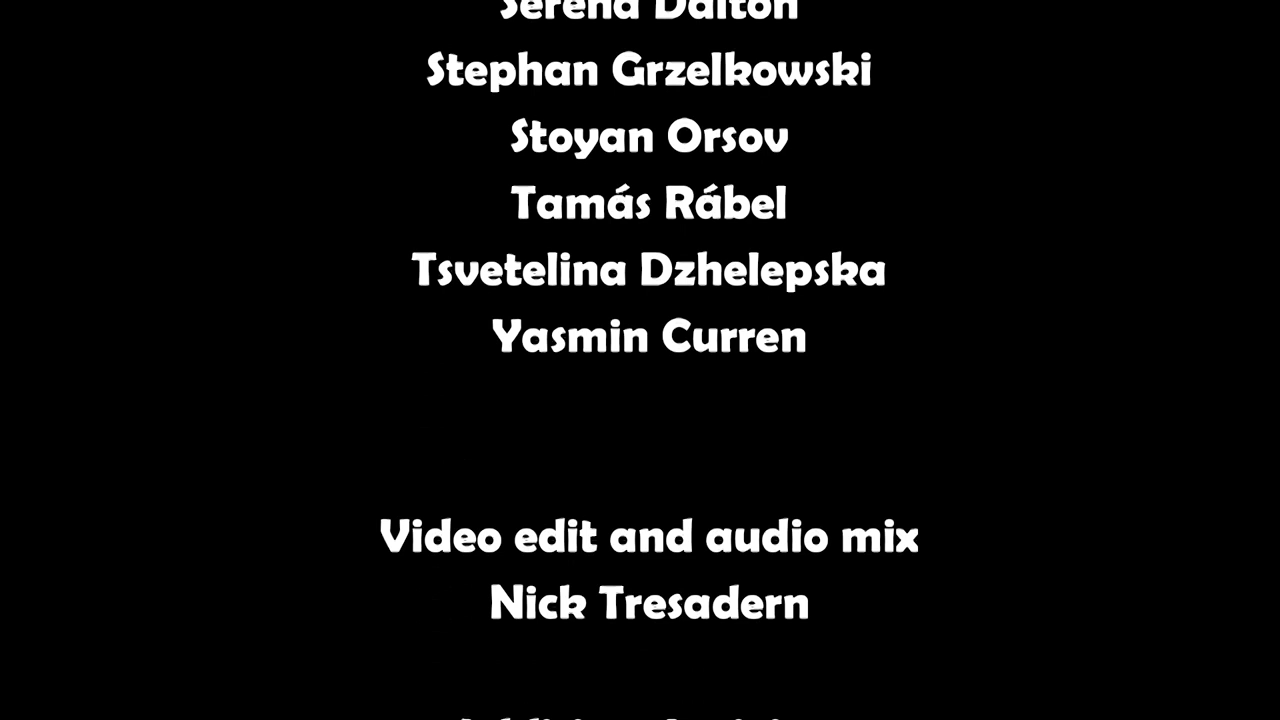 Serena Dalton
Stephan Grzelkowski
Stoyan Orsov
Tamás Rábel
Tsvetelina Dzhelepska
Yasmin Curren
Video edit and audio mix
Nick Tresadern